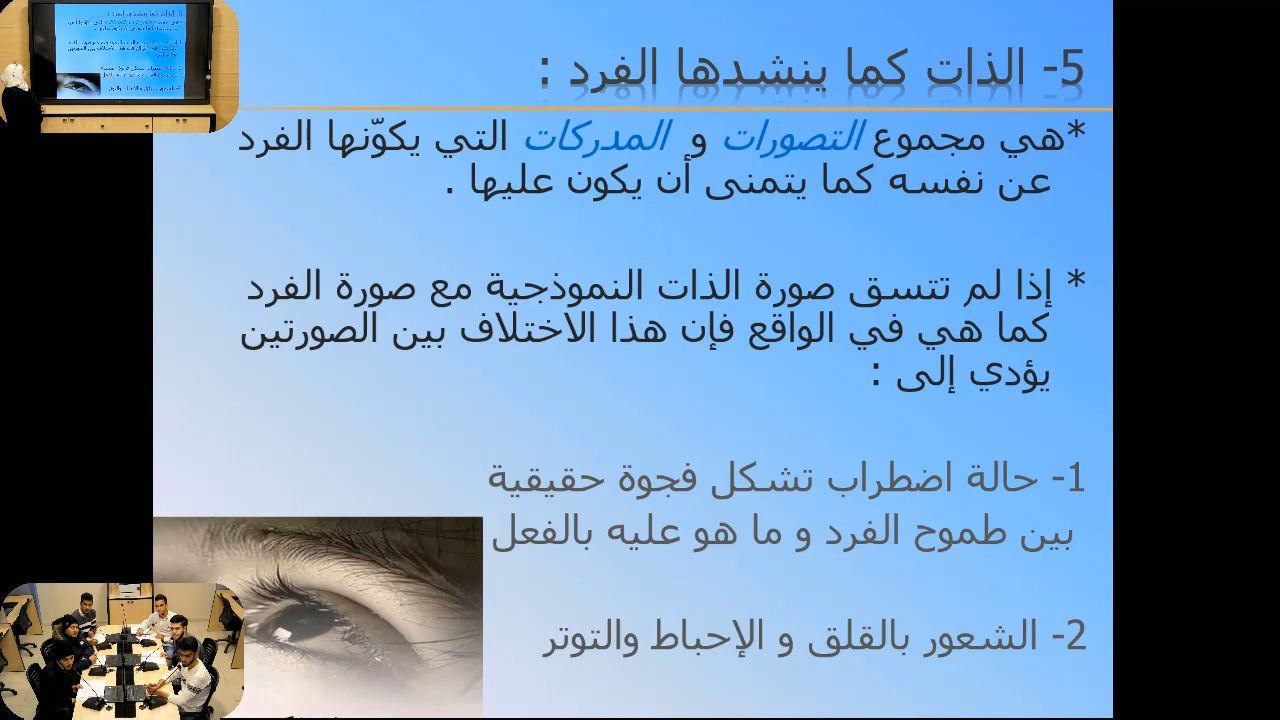 5- الذات كما ينشدها الفرد :
*هي مجموع التصورات و المدركات التي يكوّنها الفرد
عن نفسه كما يتمنى أن يكون عليها .
* إذا لم تتسق صورة الذات النموذجية مع صورة الفرد
كما هي في الواقع فإن هذا الاختلاف بين الصورتين
يؤدي إلى :
1- حالة اضطراب تشكل فجوة حقيقية
بين طموح الفرد و ما هو عليه بالفعل
2- الشعور بالقلق و الإحباط والتوتر